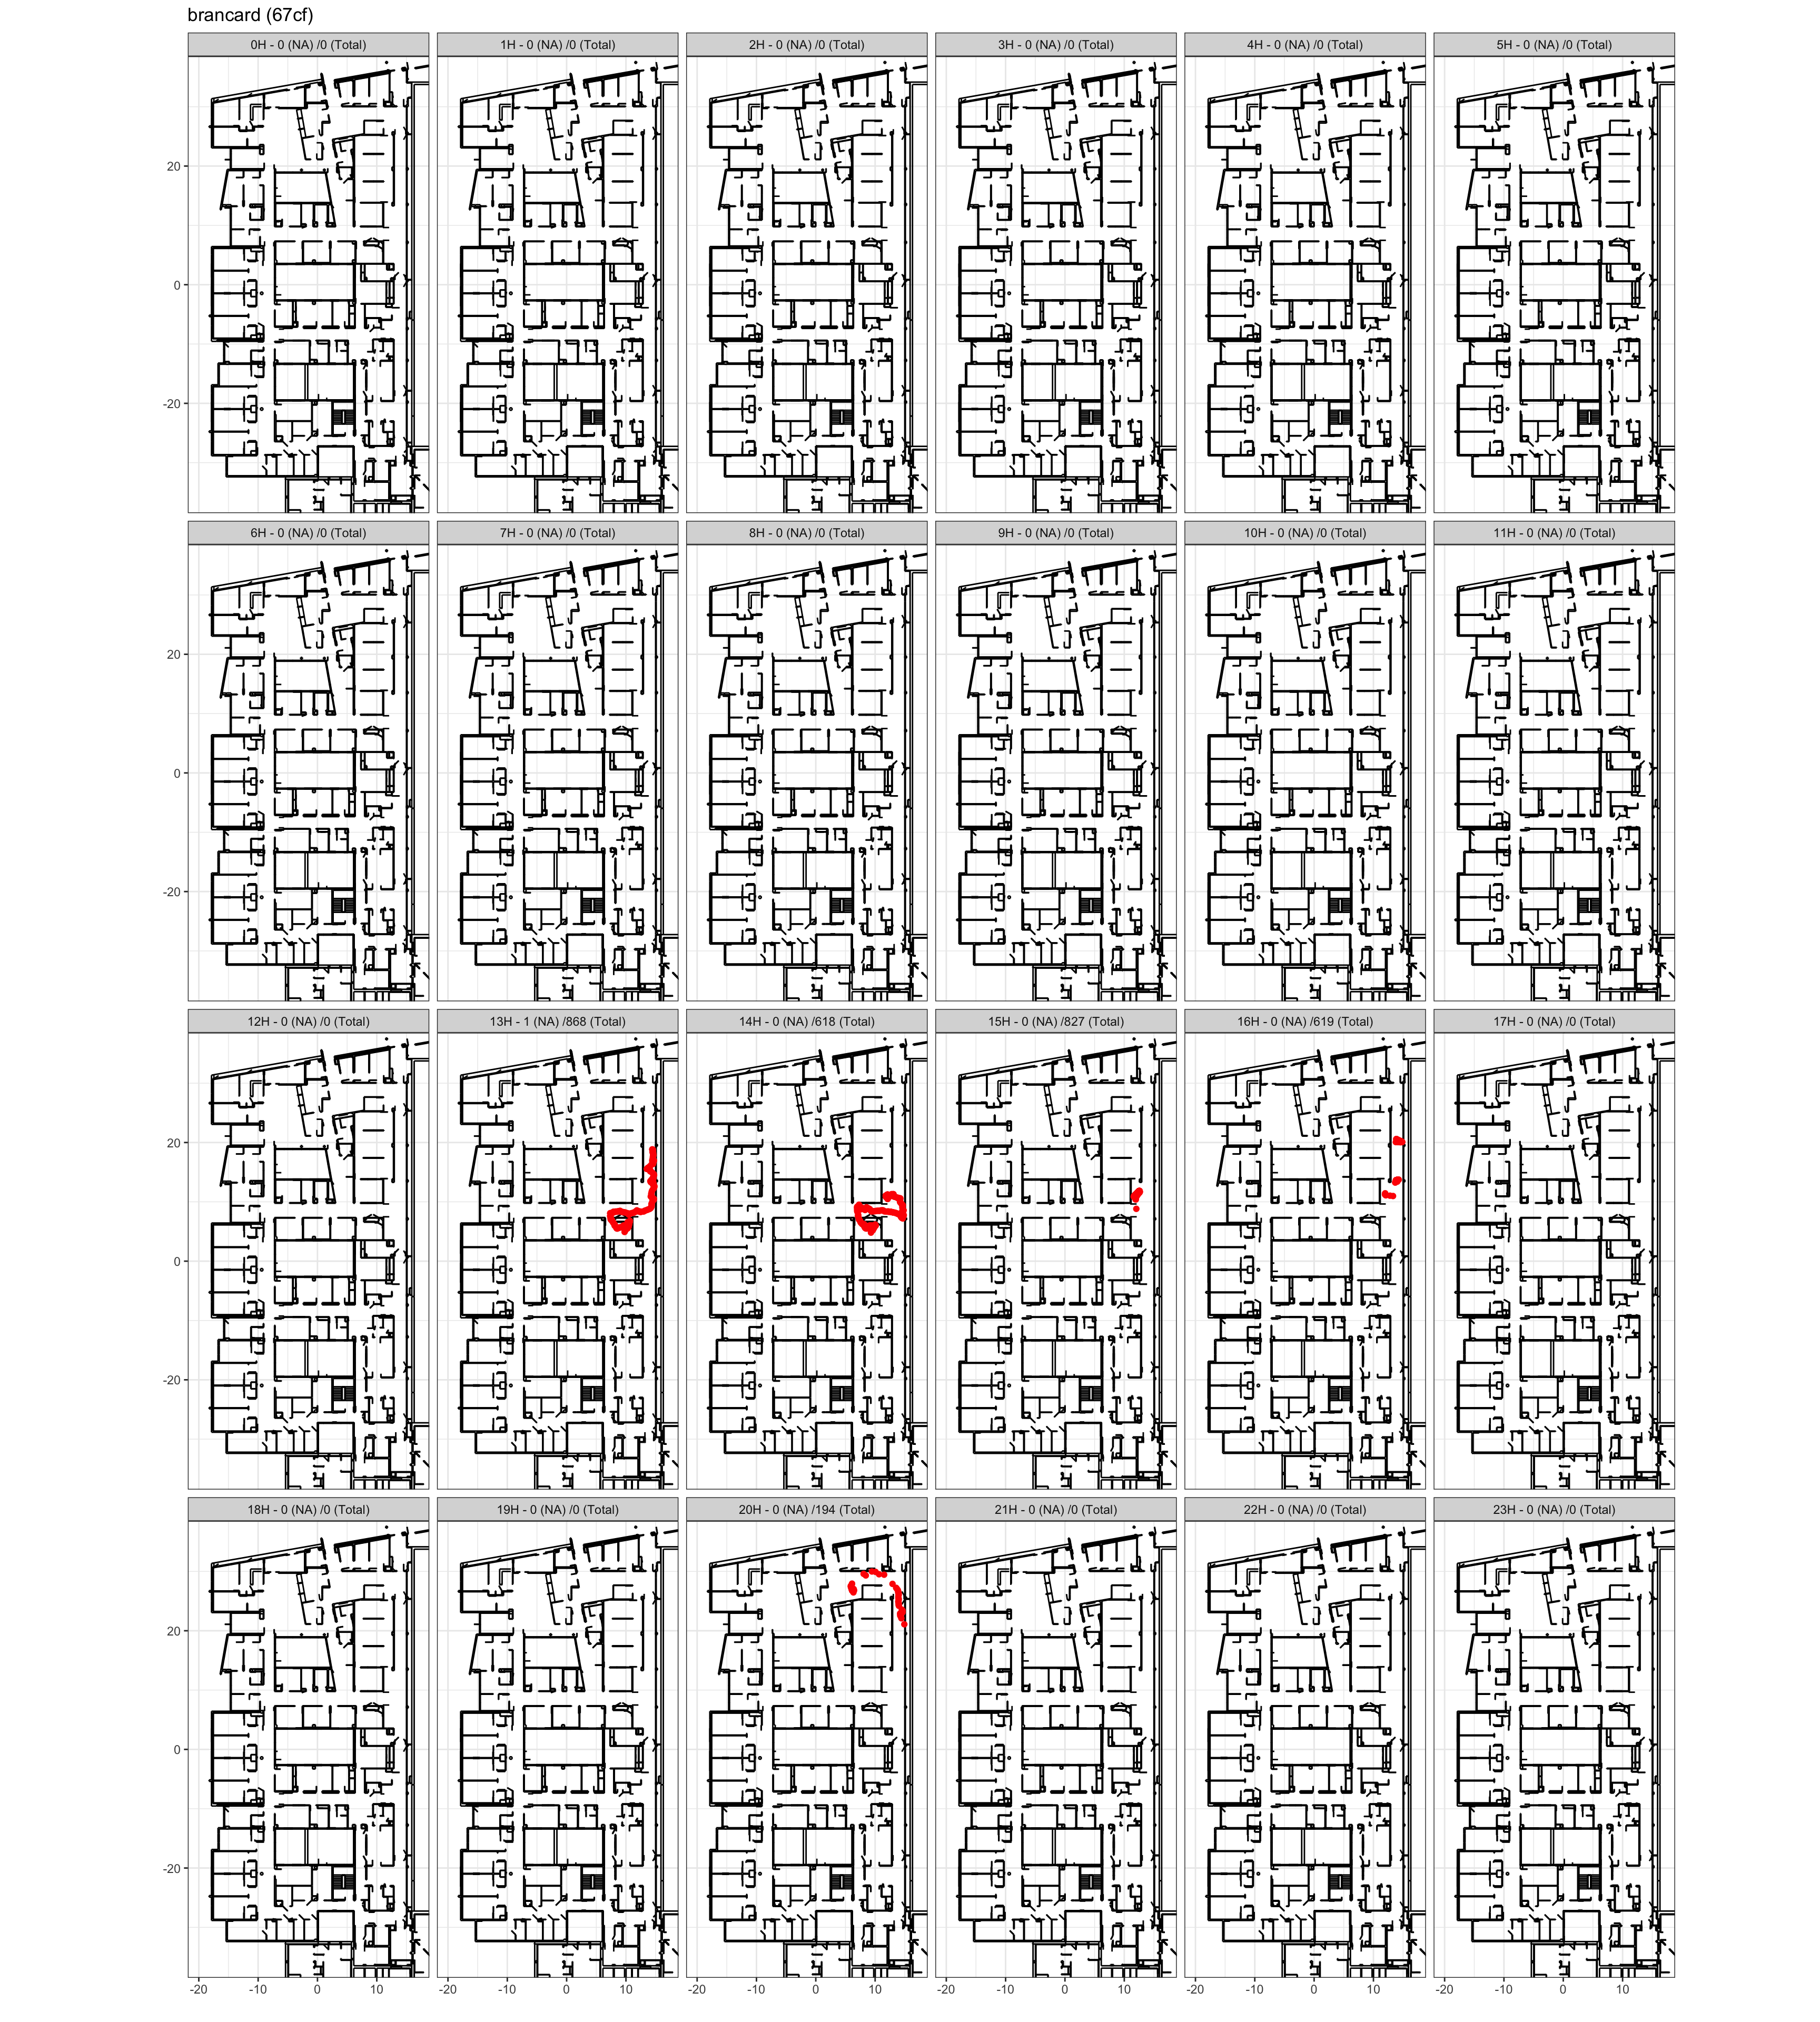 brancard (67cf)
0H - 0 (NA) /0 (Total) 1H - 0 (NA) /0 (Total) 2H - 0 (NA) /0 (Total) 3H - 0 (NA) /0 (Total) 4H - 0 (NA) /0 (Total) 5H - 0 (NA) /0 (Total)
20
0
-20
6H - 0 (NA) /0 (Total) 7H - 0 (NA) /0 (Total) 8H - 0 (NA) /0 (Total) 9H - 0 (NA) /0 (Total) 10H - 0 (NA) /0 (Total) 11H - 0 (NA) /0 (Total)
20
0
-20
12H - 0 (NA) /0 (Total) 13H - 1 (NA) /868 (Total) 14H - 0 (NA) /618 (Total) 15H - 0 (NA) /827 (Total) 16H - 0 (NA) /619 (Total) 17H - 0 (NA) /0 (Total)
20
0
-20
18H - 0 (NA) /0 (Total) 19H - 0 (NA) /0 (Total) 20H - 0 (NA) /194 (Total) 21H - 0 (NA) /0 (Total) 22H - 0 (NA) /0 (Total) 23H - 0 (NA) /0 (Total)
20
0
-20
-20 -10 0 10 -20 -10 0 10 -20 -10 0 10 -20 -10 0 10 -20 -10 0 10 -20 -10 0 10